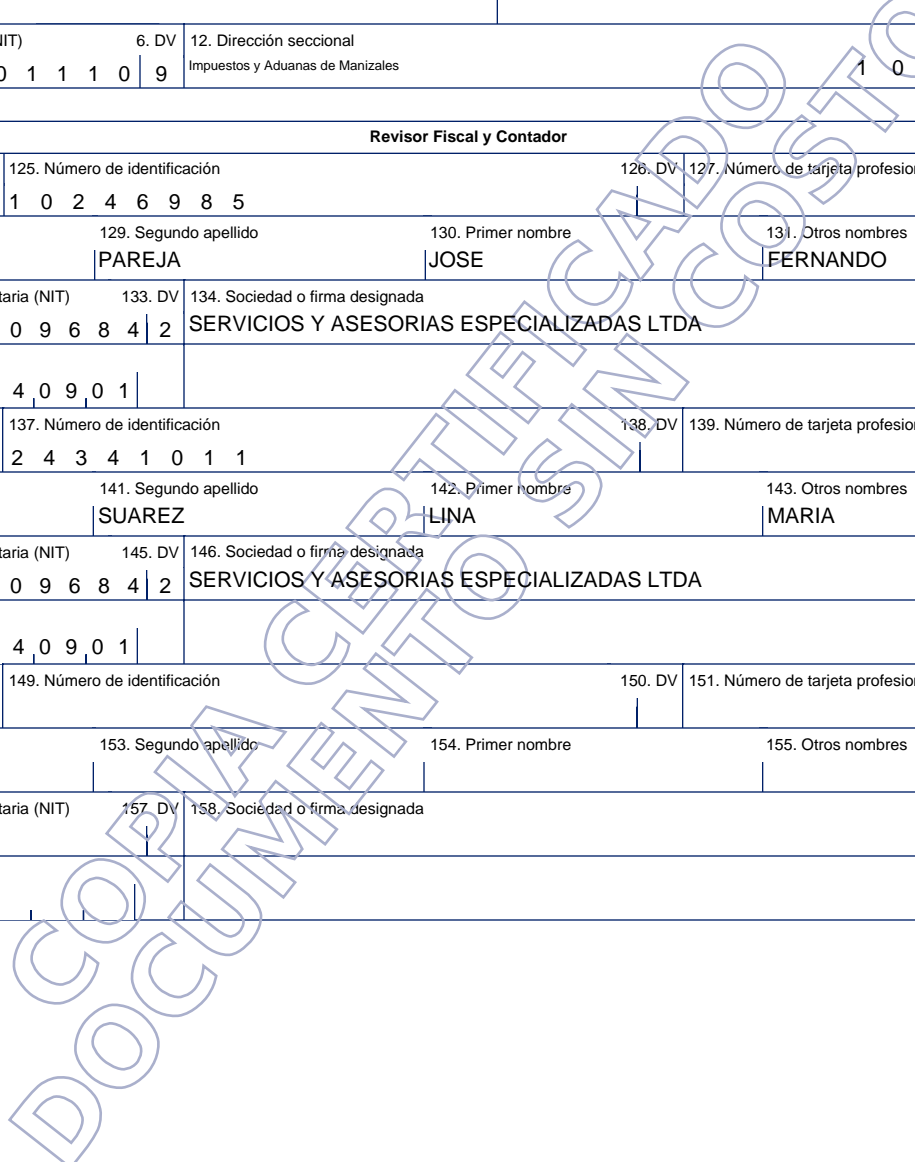 NIT) 6. DV 12. Dirección seccional
0 1 1 1 0 9 Impuestos y Aduanas de Manizales 1 0
Revisor Fiscal y Contador
125. Número de identificación 126. DV 127. Número de tarjeta profesion
1 0 2 4 6 9 8 5
129. Segundo apellido 130. Primer nombre 131. Otros nombres
PAREJA JOSE FERNANDO
taria (NIT) 133. DV 134. Sociedad o firma designada
0 9 6 8 4 2 SERVICIOS Y ASESORIAS ESPECIALIZADAS LTDA
4 0 9 0 1
137. Número de identificación 138. DV 139. Número de tarjeta profesion
2 4 3 4 1 0 1 1
141. Segundo apellido 142. Primer nombre 143. Otros nombres
SUAREZ LINA MARIA
taria (NIT) 145. DV 146. Sociedad o firma designada
0 9 6 8 4 2 SERVICIOS Y ASESORIAS ESPECIALIZADAS LTDA
4 0 9 0 1
149. Número de identificación 150. DV 151. Número de tarjeta profesion
153. Segundo apellido 154. Primer nombre 155. Otros nombres
taria (NIT) 157. DV 158. Sociedad o firma designada
COPIA CERTIFICADO
DOCUMENTO SIN COSTO